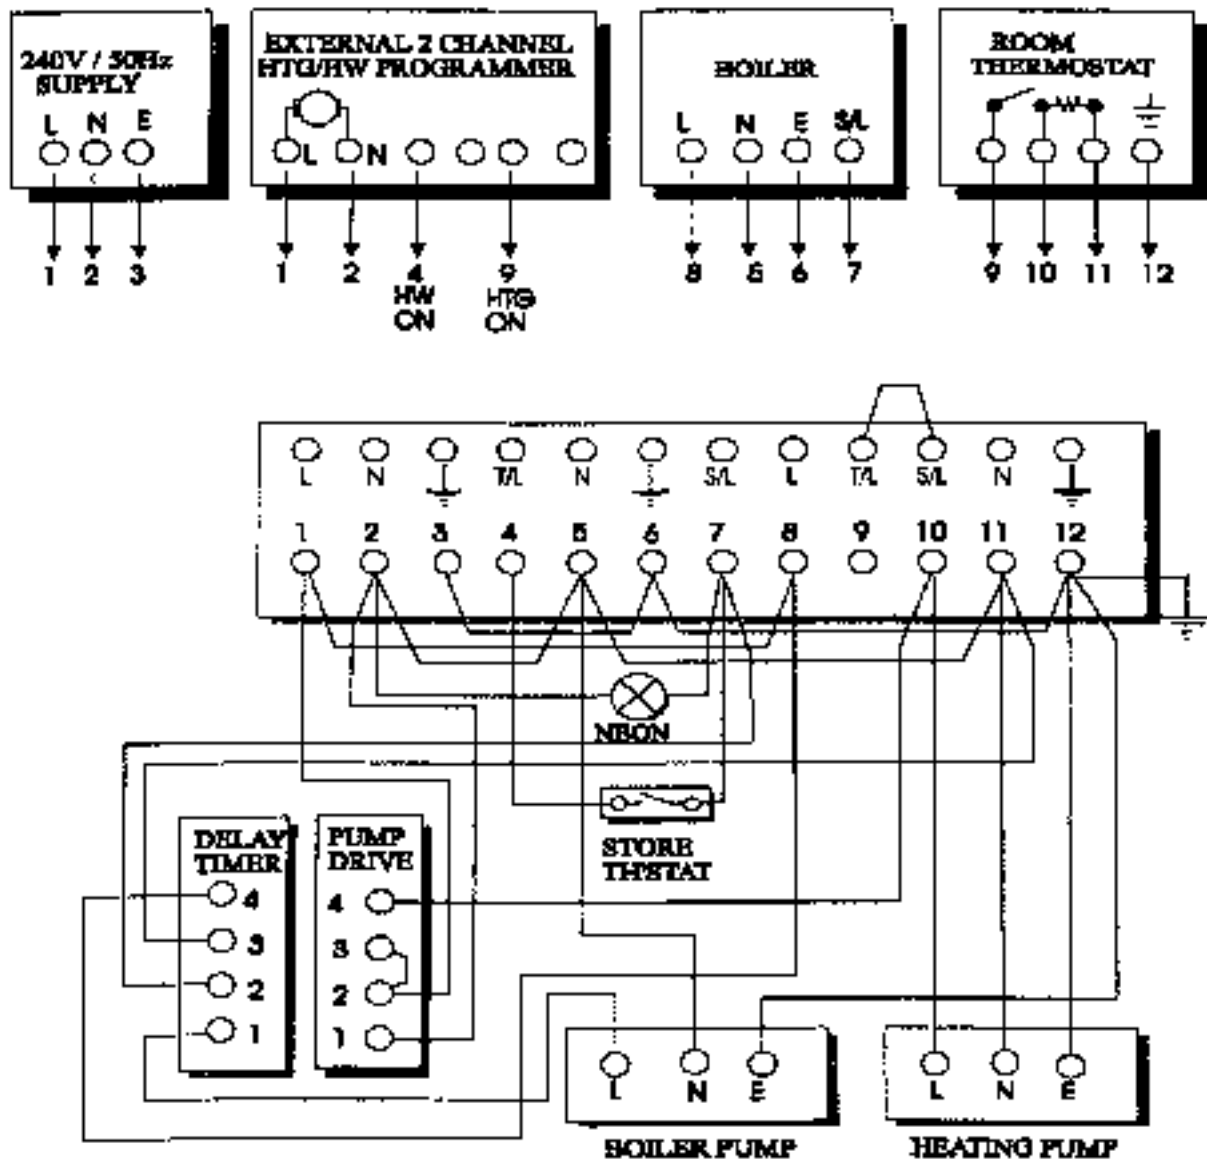 240V / 50Hz
SUPPLY
L N E
EXTERNAL 2 CHANNEL
HTG/HW PROGRAMMER
L N
BOILER
L N E S/L
ROOM
THERMOSTAT
1 2 3
1 2 4 9
HW HTG
ON ON
8 5 6 7
9 10 11 12
L N T/L N S/L L T/L S/L N
1 2 3 4 5 6 7 8 9 10 11 12
NEON
STORE
TH'STAT
DELAY
TIMER
4
3
2
1
PUMP
DRIVE
4
3
2
1
L N E
BOILER PUMP
L N E
HEATING PUMP